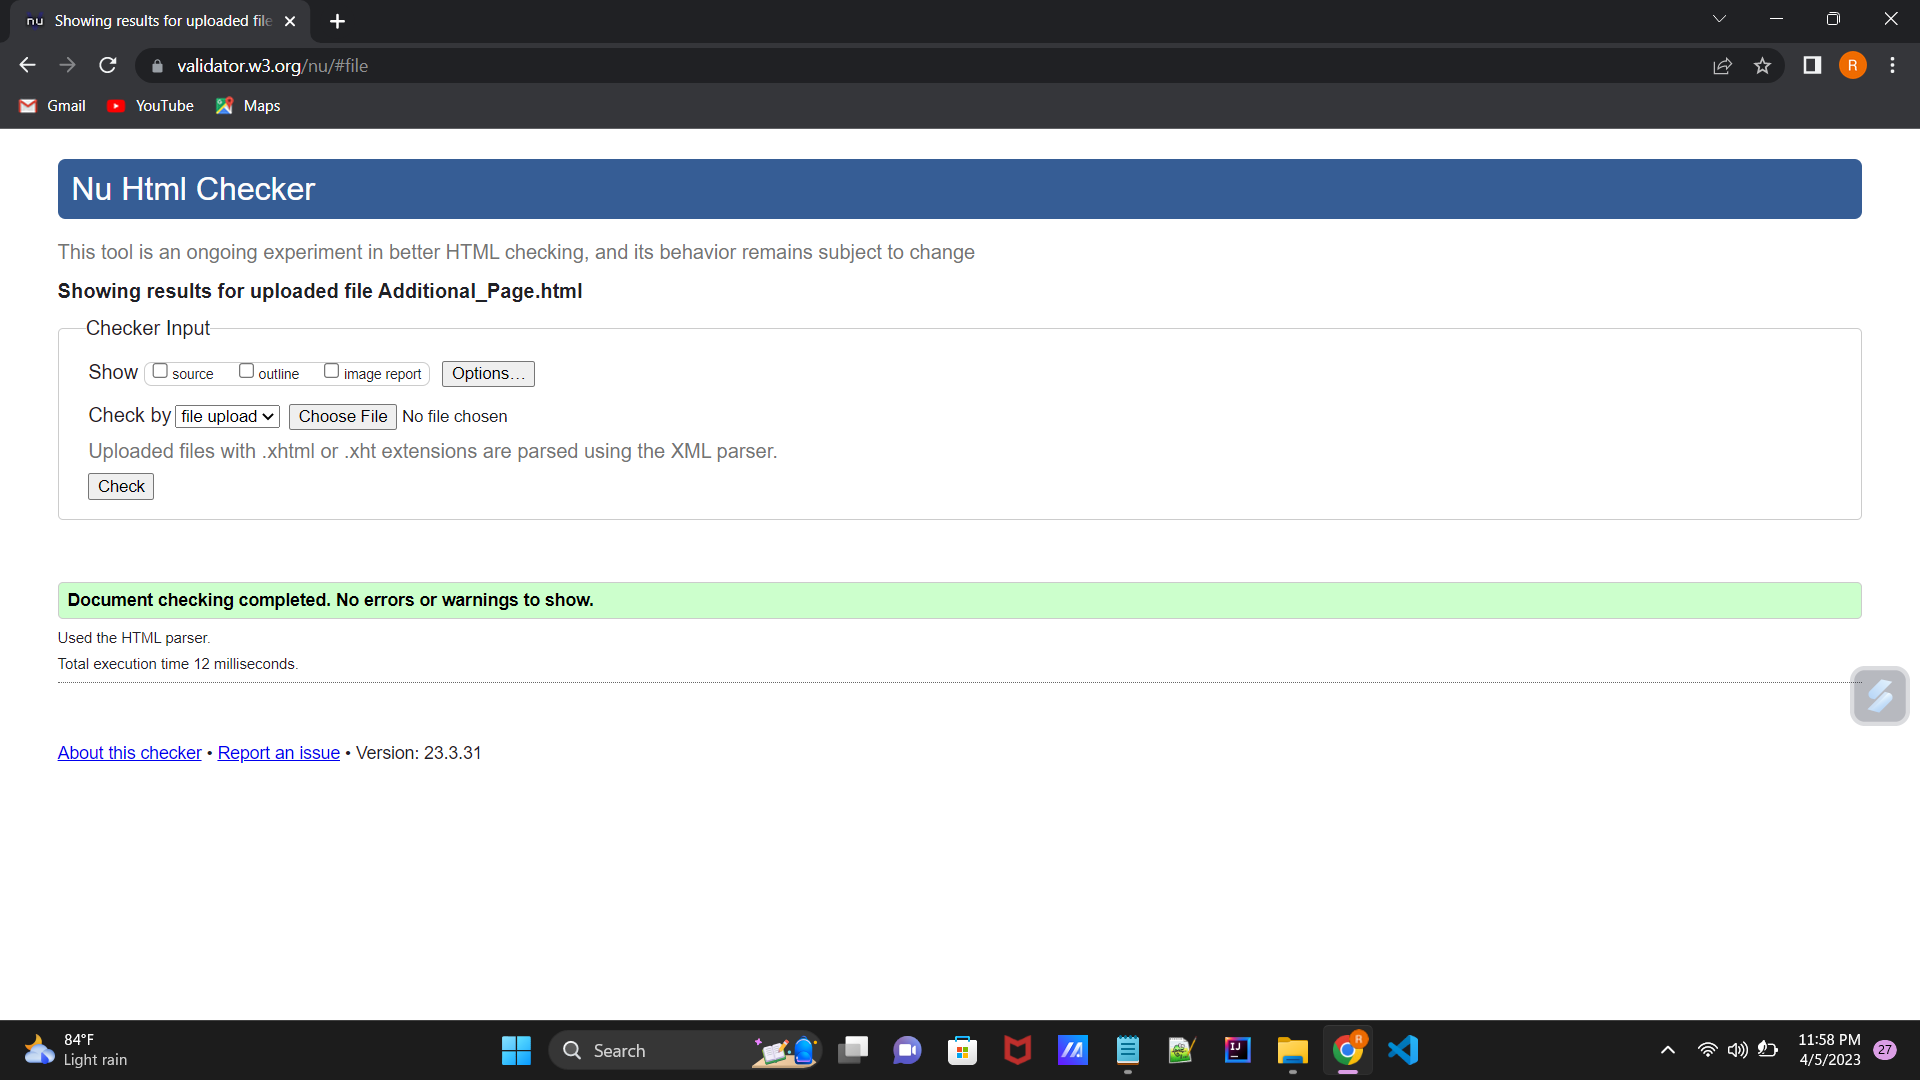 nu Showing results for uploaded file
validator.w3.org/nu/#file
R
Gmail YouTube Maps
Nu Html Checker
This tool is an ongoing experiment in better HTML checking, and its behavior remains subject to change
Showing results for uploaded file Additional_Page.html
Checker Input
Show source outline image report Options...
Check by file upload Choose File No file chosen
Uploaded files with .xhtml or .xht extensions are parsed using the XML parser.
Check
Document checking completed. No errors or warnings to show.
Used the HTML parser.
Total execution time 12 milliseconds.
About this checker • Report an issue • Version: 23.3.31
84°F
Light rain
Search
IJ
R
11:58 PM
4/5/2023
27